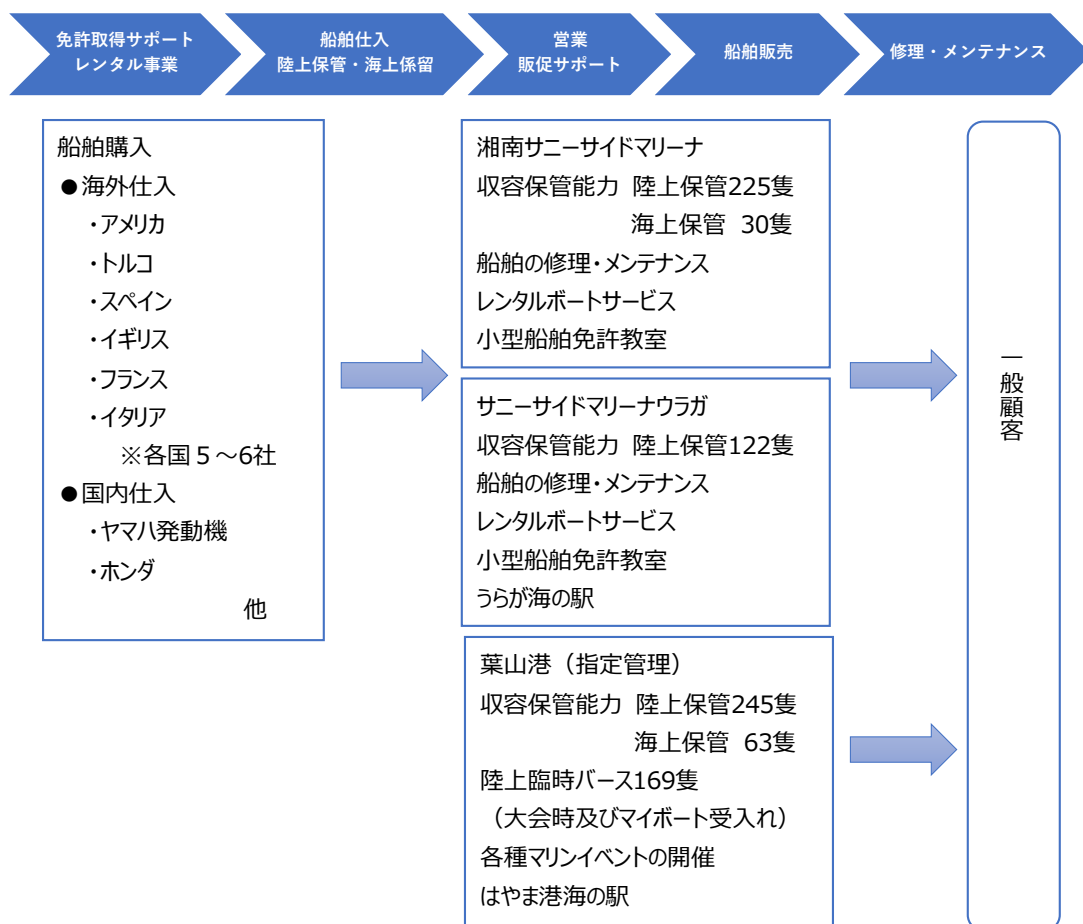 免許取得サポート
レンタル事業
船舶仕入
陸上保管・海上係留
営業
販促サポート
船舶販売
修理・メンテナンス
船舶購入
●海外仕入
・アメリカ
・トルコ
・スペイン
・イギリス
・フランス
・イタリア
※各国５～6社
●国内仕入
・ヤマハ発動機
・ホンダ
他
湘南サニーサイドマリーナ
収容保管能力 陸上保管225隻
海上保管 30隻
船舶の修理・メンテナンス
レンタルボートサービス
小型船舶免許教室
サニーサイドマリーナウラガ
収容保管能力 陸上保管122隻
船舶の修理・メンテナンス
レンタルボートサービス
小型船舶免許教室
うらが海の駅
葉山港（指定管理）
収容保管能力 陸上保管245隻
海上保管 63隻
陸上臨時バース169隻
（大会時及びマイボート受入れ）
各種マリンイベントの開催
はやま港海の駅
一般顧客